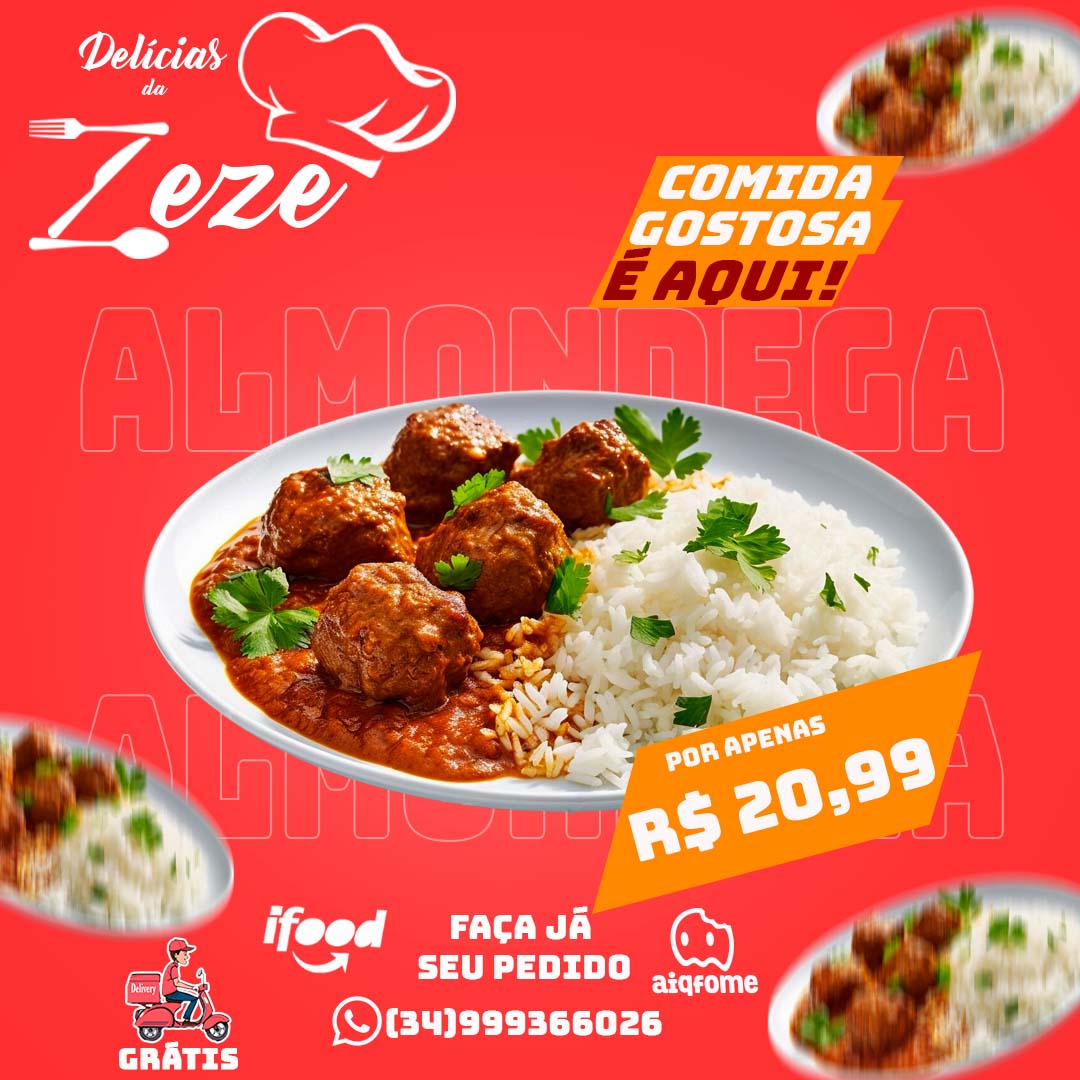 Delícias
da
Zeze
COMIDA
GOSTOSA
É AQUI!
ALMONDEGA
ALMONDEGA
POR APENAS
R$ 20,99
ifood
FAÇA JÁ
SEU PEDIDO
aiqfome
Delivery
GRÁTIS
(34)999366026